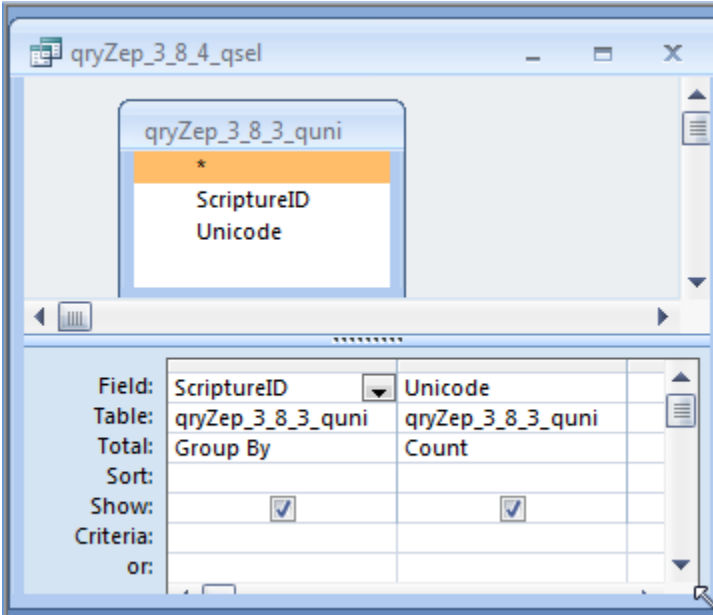 qryZep_3_8_4_qsel
qryZep_3_8_3_quni
*
ScriptureID
Unicode
Field: ScriptureID Unicode
Table: qryZep_3_8_3_quni qryZep_3_8_3_quni
Total: Group By Count
Sort:
Show:
Criteria:
or: